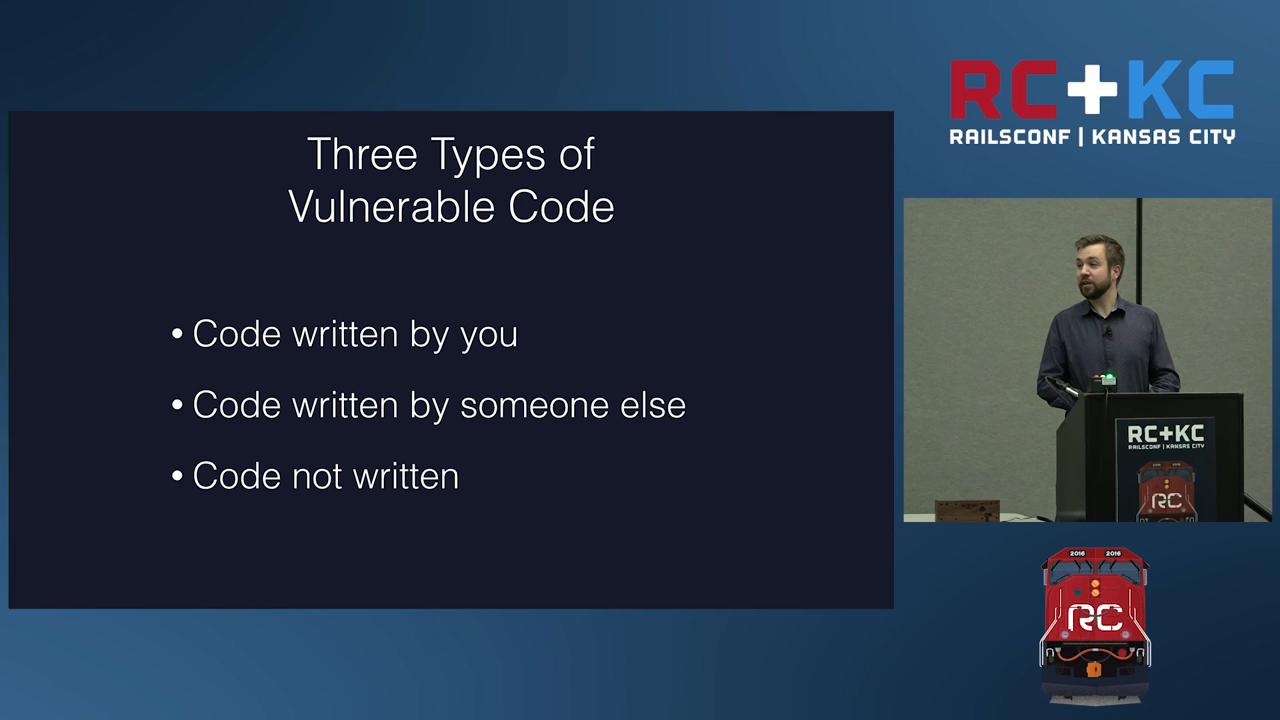 Three Types of
Vulnerable Code
• Code written by you
• Code written by someone else
• Code not written
RC+KC
RAILSCONF | KANSAS CITY
RC+KC
RAILSCONF | KANSAS CITY
RC
2016 2016
RC